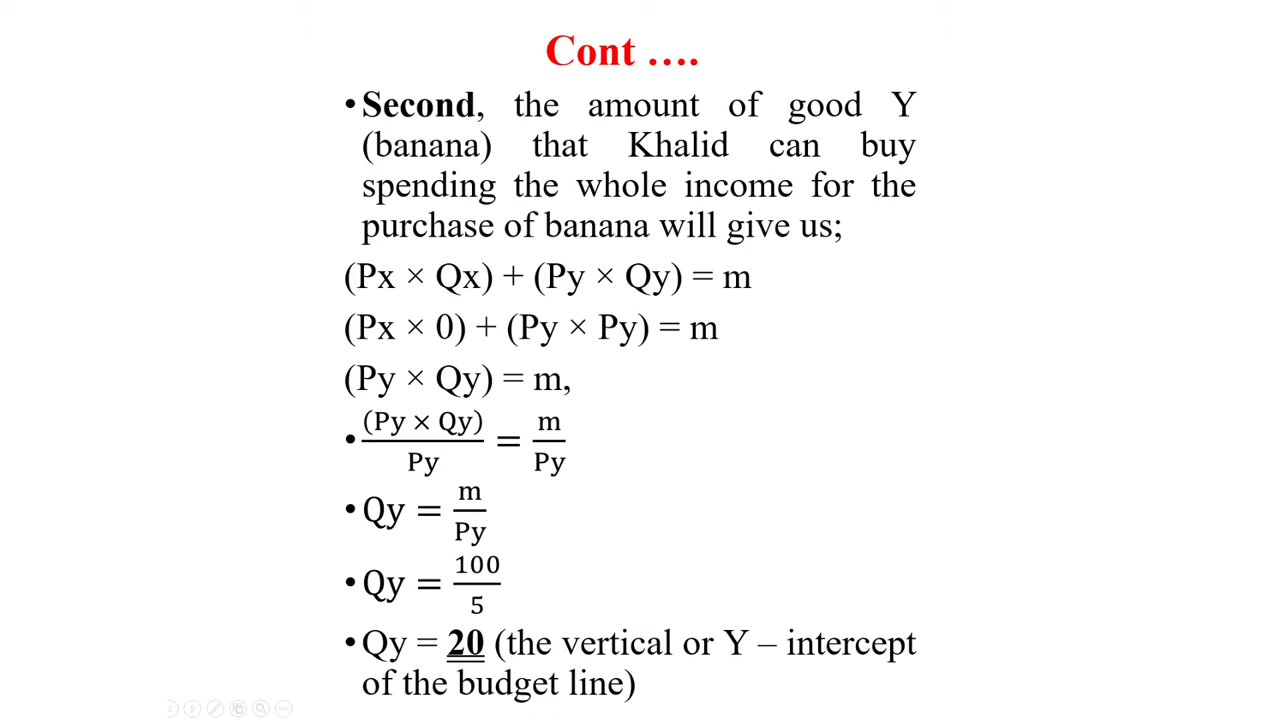 Cont ….
•Second, the amount of good Y
(banana) that Khalid can buy
spending the whole income for the
purchase of banana will give us;
(Px × Qx) + (Py × Qy) = m
(Px × 0) + (Py × Py) = m
(Py × Qy) = m,
•(Py × Qy)/Py = m/Py
•Qy = m/Py
•Qy = 100/5
•Qy = 20 (the vertical or Y – intercept
of the budget line)